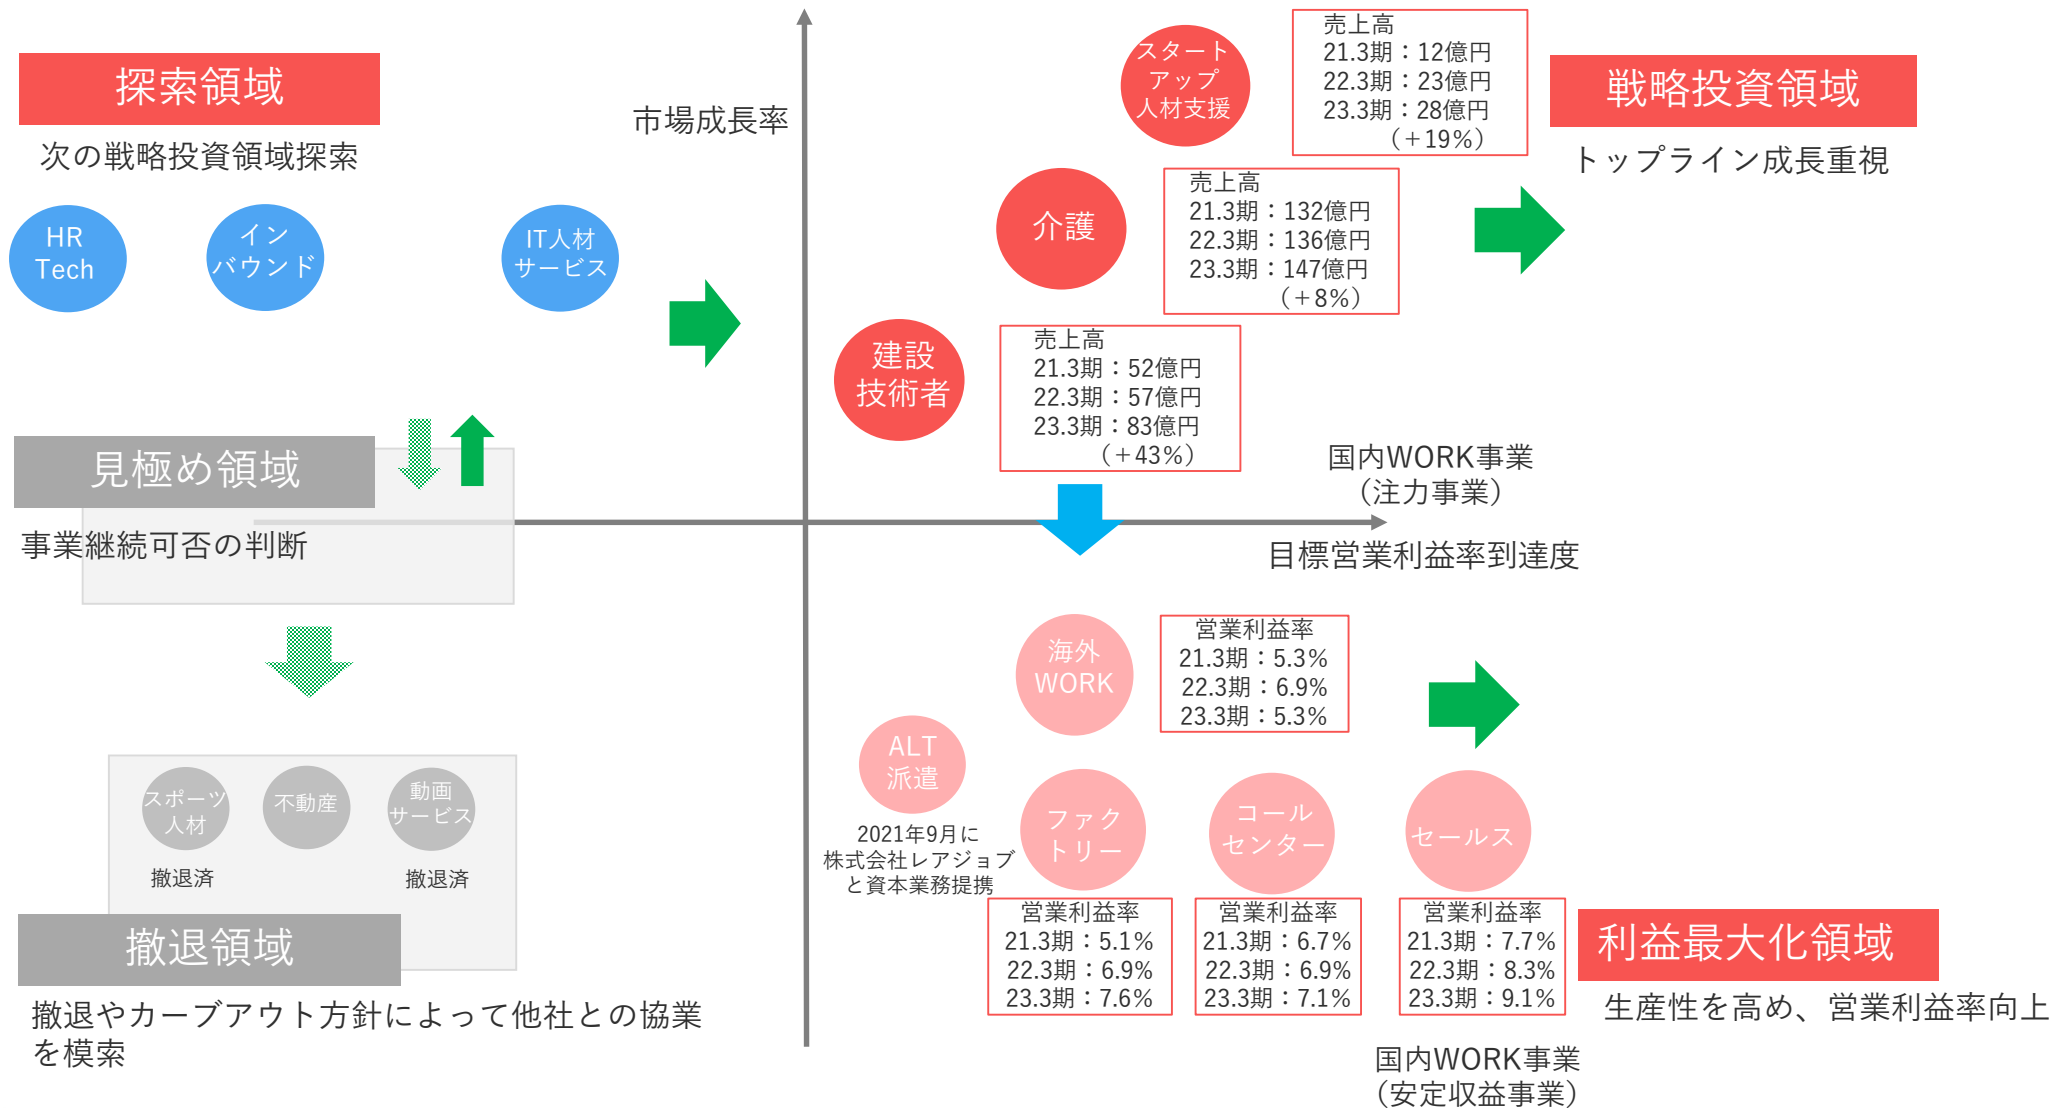 探索領域
次の戦略投資領域探索
HR
Tech
イン
バウンド
IT人材
サービス
市場成長率
スタート
アップ
人材支援
売上高
21.3期：12億円
22.3期：23億円
23.3期：28億円
（＋19%）
戦略投資領域
トップライン成長重視
介護
売上高
21.3期：132億円
22.3期：136億円
23.3期：147億円
（＋8%）
建設
技術者
売上高
21.3期：52億円
22.3期：57億円
23.3期：83億円
（＋43%）
国内WORK事業
（注力事業）
目標営業利益率到達度
見極め領域
事業継続可否の判断
海外
WORK
営業利益率
21.3期：5.3%
22.3期：6.9%
23.3期：5.3%
ALT
派遣
2021年9月に
株式会社レアジョブ
と資本業務提携
ファク
トリー
営業利益率
21.3期：5.1%
22.3期：6.9%
23.3期：7.6%
コール
センター
営業利益率
21.3期：6.7%
22.3期：6.9%
23.3期：7.1%
セールス
営業利益率
21.3期：7.7%
22.3期：8.3%
23.3期：9.1%
利益最大化領域
生産性を高め、営業利益率向上
国内WORK事業
（安定収益事業）
スポーツ
人材
撤退済
不動産
動画
サービス
撤退済
撤退領域
撤退やカーブアウト方針によって他社との協業
を模索